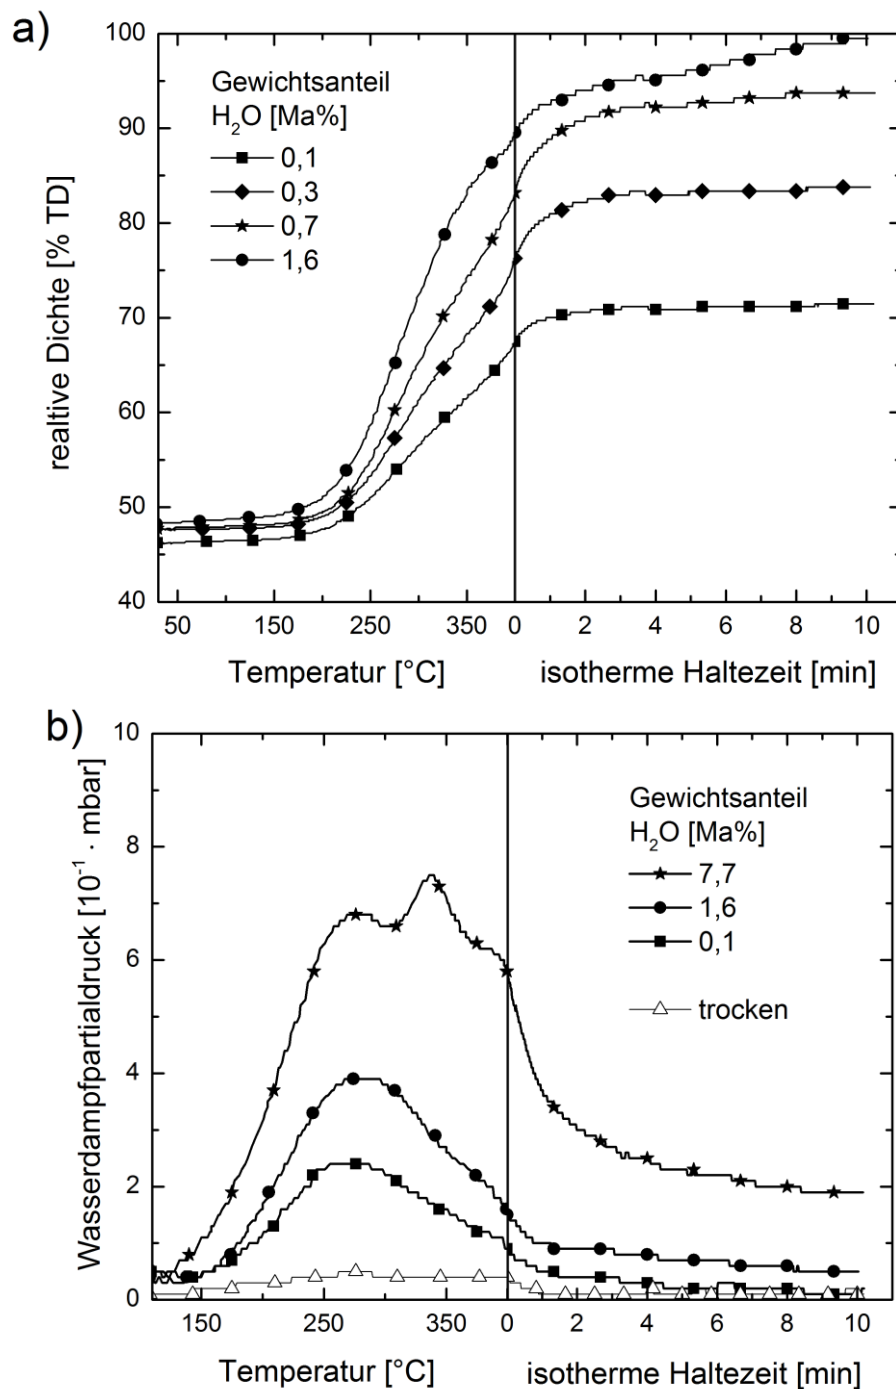 a)
100
90
80
70
60
50
40
realtive Dichte [% TD]
Gewichtsanteil
H₂O [Ma%]
0,1
0,3
0,7
1,6
50 150 250 350 0 2 4 6 8 10
Temperatur [°C] isotherme Haltezeit [min]
b)
10
8
6
4
2
0
Wasserdampfpartialdruck [10⁻¹ · mbar]
Gewichtsanteil
H₂O [Ma%]
7,7
1,6
0,1
trocken
150 250 350 0 2 4 6 8 10
Temperatur [°C] isotherme Haltezeit [min]